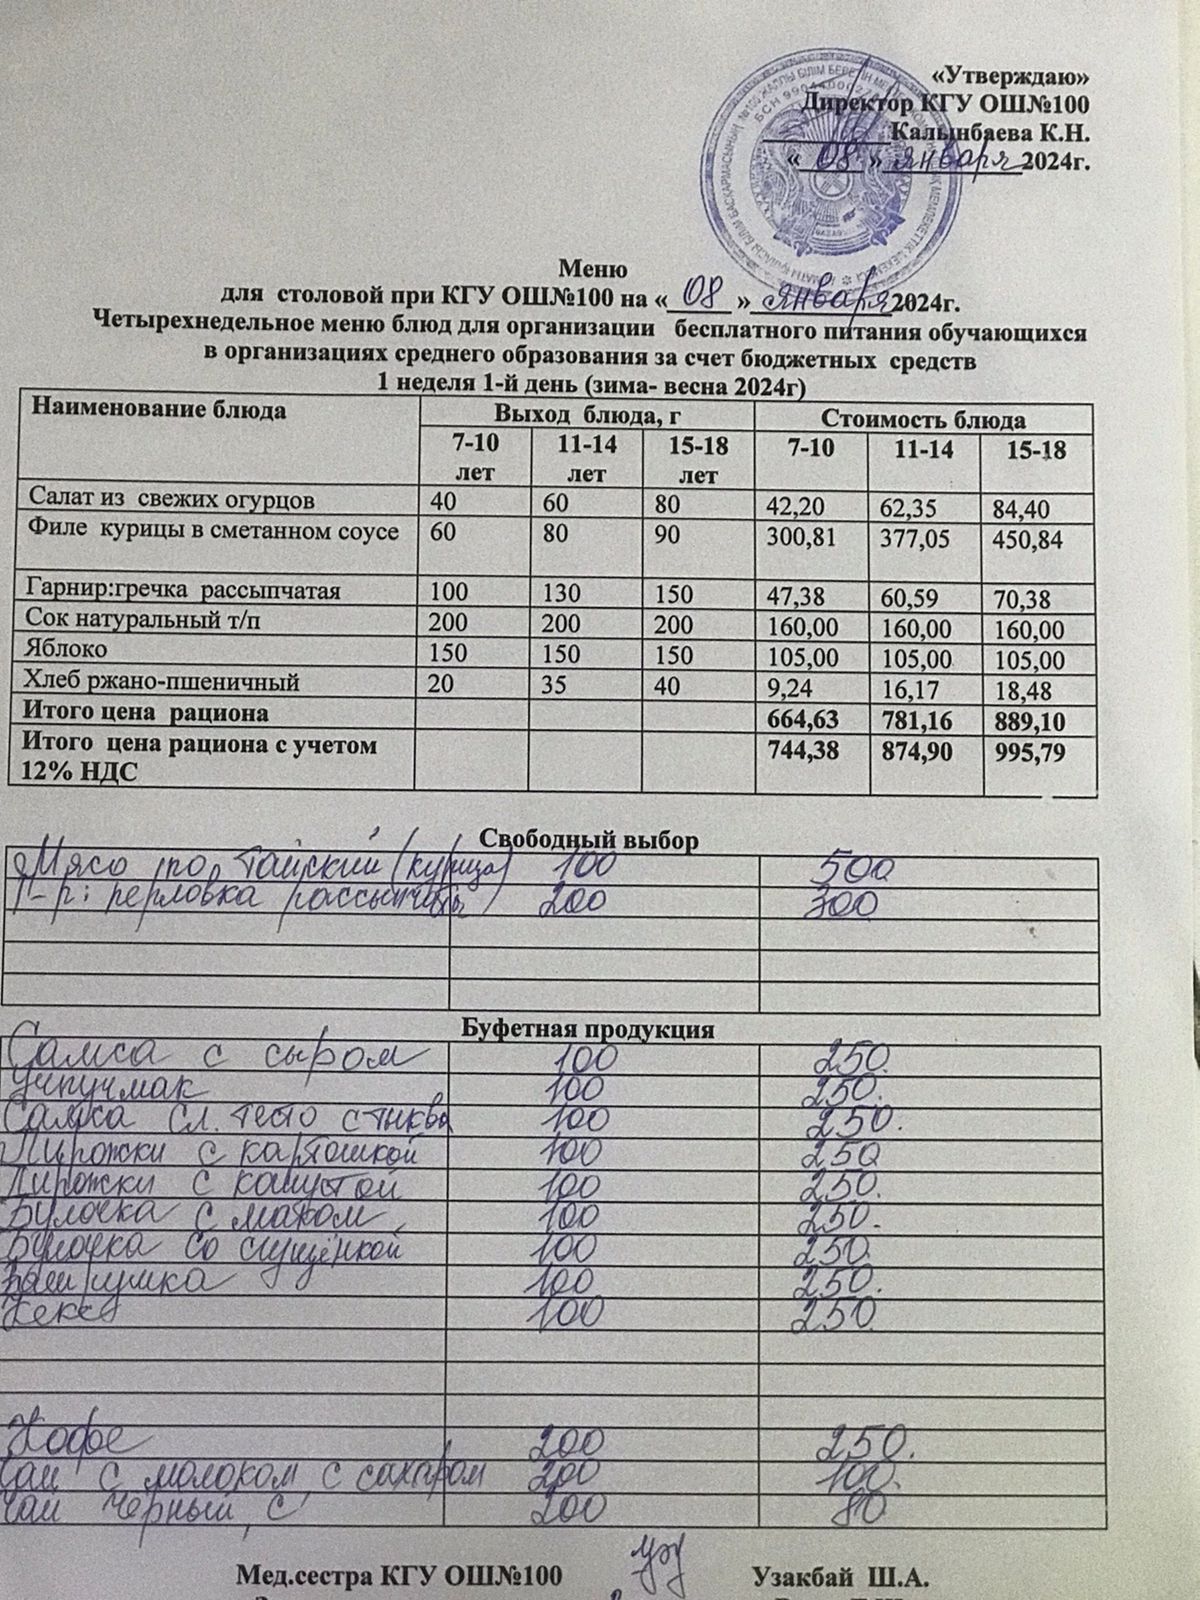 «Утверждаю»
Директор КГУ ОШ№100
Калынбаева К.Н.
« 08 » января 2024г.
Меню
для столовой при КГУ ОШ№100 на « 08 » января 2024г.
Четырехнедельное меню блюд для организации бесплатного питания обучающихся
в организациях среднего образования за счет бюджетных средств
1 неделя 1-й день (зима- весна 2024г)
Наименование блюда Выход блюда, г Стоимость блюда
7-10 лет 11-14 лет 15-18 лет 7-10 11-14 15-18
Салат из свежих огурцов 40 60 80 42,20 62,35 84,40
Филе курицы в сметанном соусе 60 80 90 300,81 377,05 450,84
Гарнир:гречка рассыпчатая 100 130 150 47,38 60,59 70,38
Сок натуральный т/п 200 200 200 160,00 160,00 160,00
Яблоко 150 150 150 105,00 105,00 105,00
Хлеб ржано-пшеничный 20 35 40 9,24 16,17 18,48
Итого цена рациона 664,63 781,16 889,10
Итого цена рациона с учетом
12% НДС 744,38 874,90 995,79
Свободный выбор
Мясо по тайский (курица) 100 500
Г-р: перловка 200 300
Буфетная продукция
Самса с сыром 100 250.
Учпучмак 100 250.
Самса сл. тесто с тыква 100 250.
Пирожки с картошкой 100 250
Пирожки с капустой 100 250.
Булочка с маком 100 250.
Булочка со сгущёнкой 100 250
100 250.
Кекс 100 250.
Кофе 200 250.
Чай с молоком, с сахаром 200 100.
Чай черный, с 200 80
Мед.сестра КГУ ОШ№100 Узакбай Ш.А.